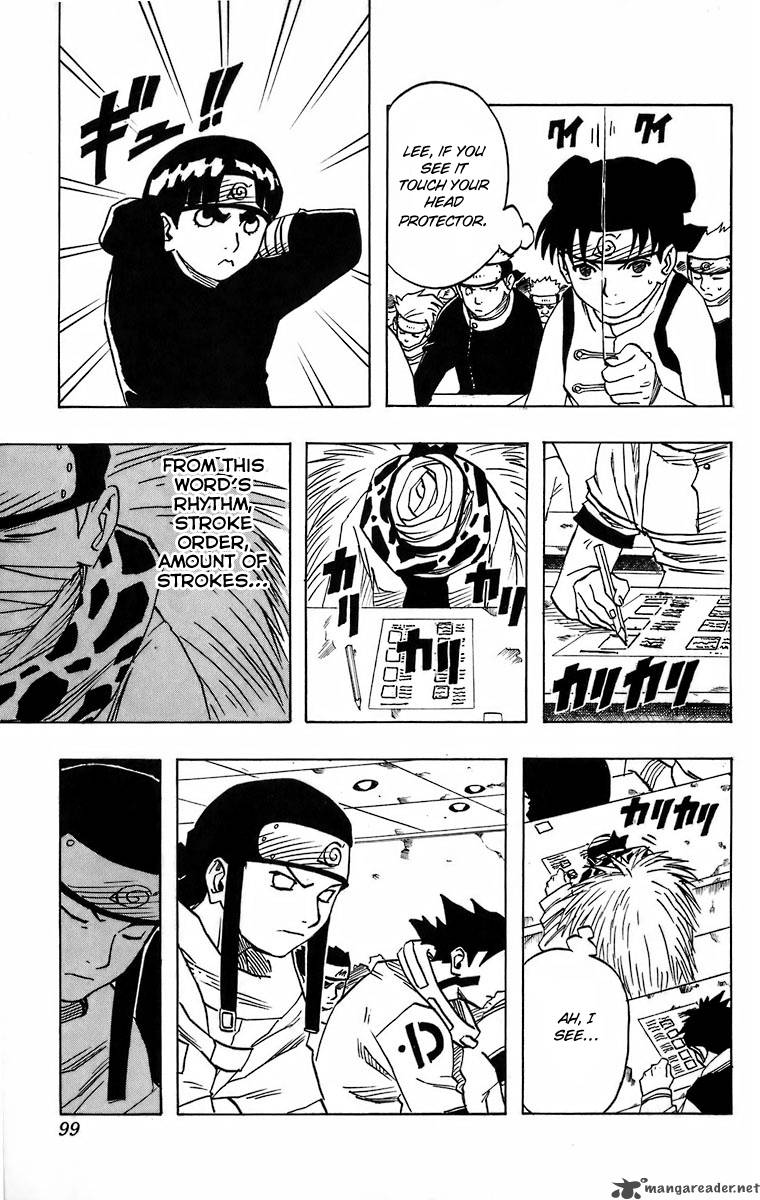 クイ
クイ
LEE, IF YOU
SEE IT
TOUCH YOUR
HEAD
PROTECTOR.
ギュ!!
カリカリ
カリ
カリ
カリ
FROM THIS
WORD'S
RHYTHM,
STROKE
ORDER,
AMOUNT OF
STROKES...
カリカリ
AH, I
SEE...
99
mangareader.net